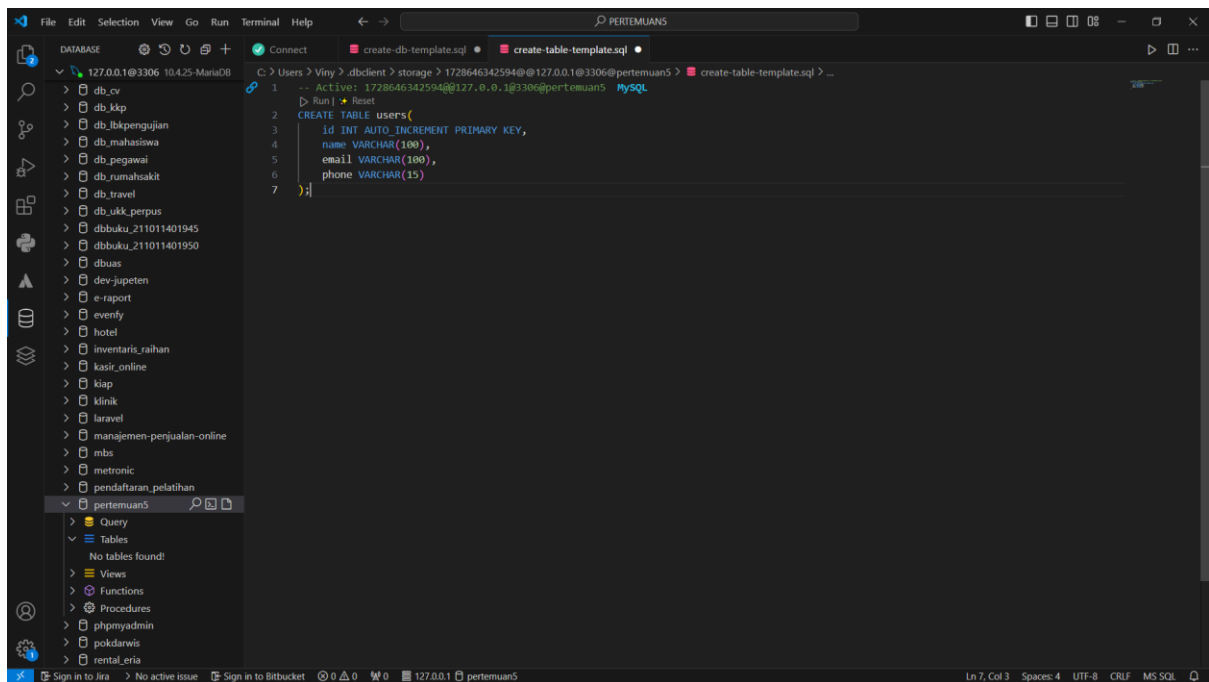 File Edit Selection View Go Run Terminal Help
PERTEMUAN5
DATABASE
Connect
create-db-template.sql
create-table-template.sql
127.0.0.1@3306 10.4.25-MariaDB
C: > Users > Viny > .dbclient > storage > 1728646342594@@127.0.0.1@3306@pertemuan5 > create-table-template.sql > ...
1 -- Active: 1728646342594@@127.0.0.1@3306@pertemuan5 MySQL
Run | Reset
2 CREATE TABLE users(
3 id INT AUTO_INCREMENT PRIMARY KEY,
4 name VARCHAR(100),
5 email VARCHAR(100),
6 phone VARCHAR(15)
7 );
db_cv
db_kkp
db_lbkpengujian
db_mahasiswa
db_pegawai
db_rumahsakit
db_travel
db_ukk_perpus
dbbuku_211011401945
dbbuku_211011401950
dbuas
dev-jupeten
e-raport
evenfy
hotel
inventaris_raihan
kasir_online
kiap
klinik
laravel
manajemen-penjualan-online
mbs
metronic
pendaftaran_pelatihan
pertemuan5
Query
Tables
No tables found!
Views
Functions
Procedures
phpmyadmin
pokdarwis
rental_eria
2
1
Sign in to Jira > No active issue Sign in to Bitbucket 0 0 0 127.0.0.1 pertemuan5 Ln 7, Col 3 Spaces: 4 UTF-8 CRLF MS SQL